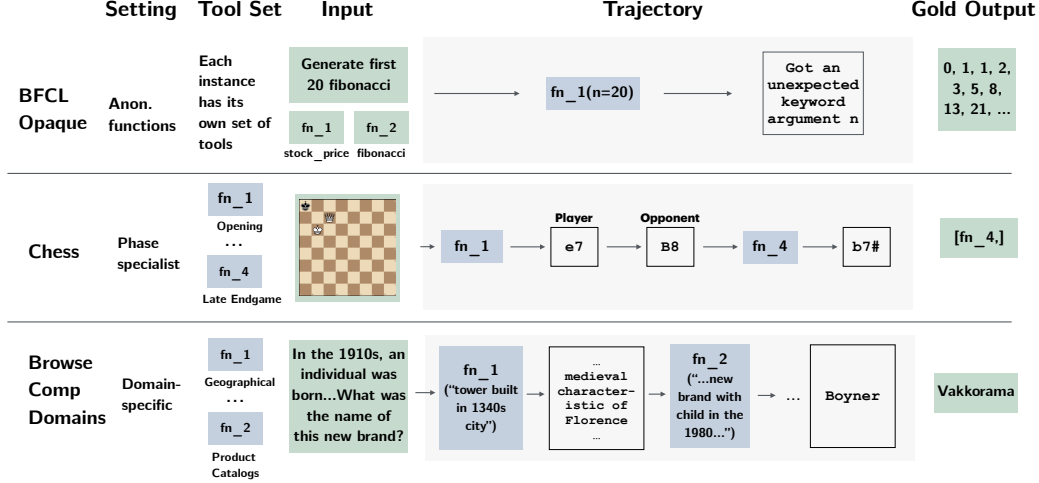 Setting
Tool Set
Input
Trajectory
Gold Output
BFCL
Opaque
Anon.
functions
Each
instance
has its
own set of
tools
Generate first
20 fibonacci
fn_1
fn_2
stock_price
fibonacci
fn_1(n=20)
Got an
unexpected
keyword
argument n
0, 1, 1, 2,
3, 5, 8,
13, 21, ...
Chess
Phase
specialist
fn_1
Opening
...
fn_4
Late Endgame
fn_1
Player
e7
Opponent
B8
fn_4
b7#
[fn_4,]
Browse
Comp
Domains
Domain-
specific
fn_1
Geographical
...
fn_2
Product
Catalogs
In the 1910s, an
individual was
born...What was
the name of
this new brand?
fn_1
(“tower built
in 1340s
city”)
...
medieval
character-
istic of
Florence
...
fn_2
(“...new
brand with
child in the
1980...”)
...
Boyner
Vakkorama